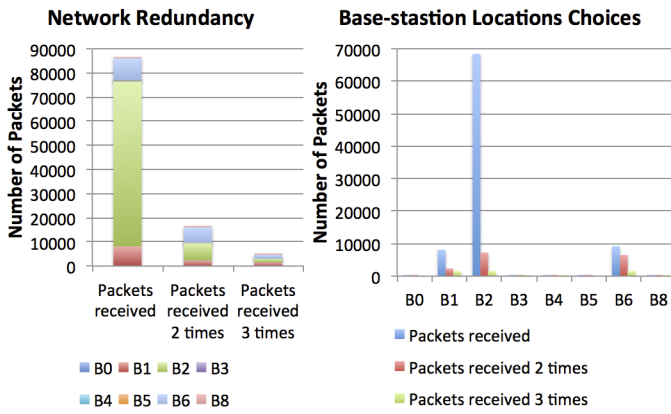 Network Redundancy
Number of Packets
90000
80000
70000
60000
50000
40000
30000
20000
10000
0
Packets received
Packets received 2 times
Packets received 3 times
B0 B1 B2 B3
B4 B5 B6 B8
Base-stastion Locations Choices
Number of Packets
70000
60000
50000
40000
30000
20000
10000
0
B0 B1 B2 B3 B4 B5 B6 B8
Packets received
Packets received 2 times
Packets received 3 times